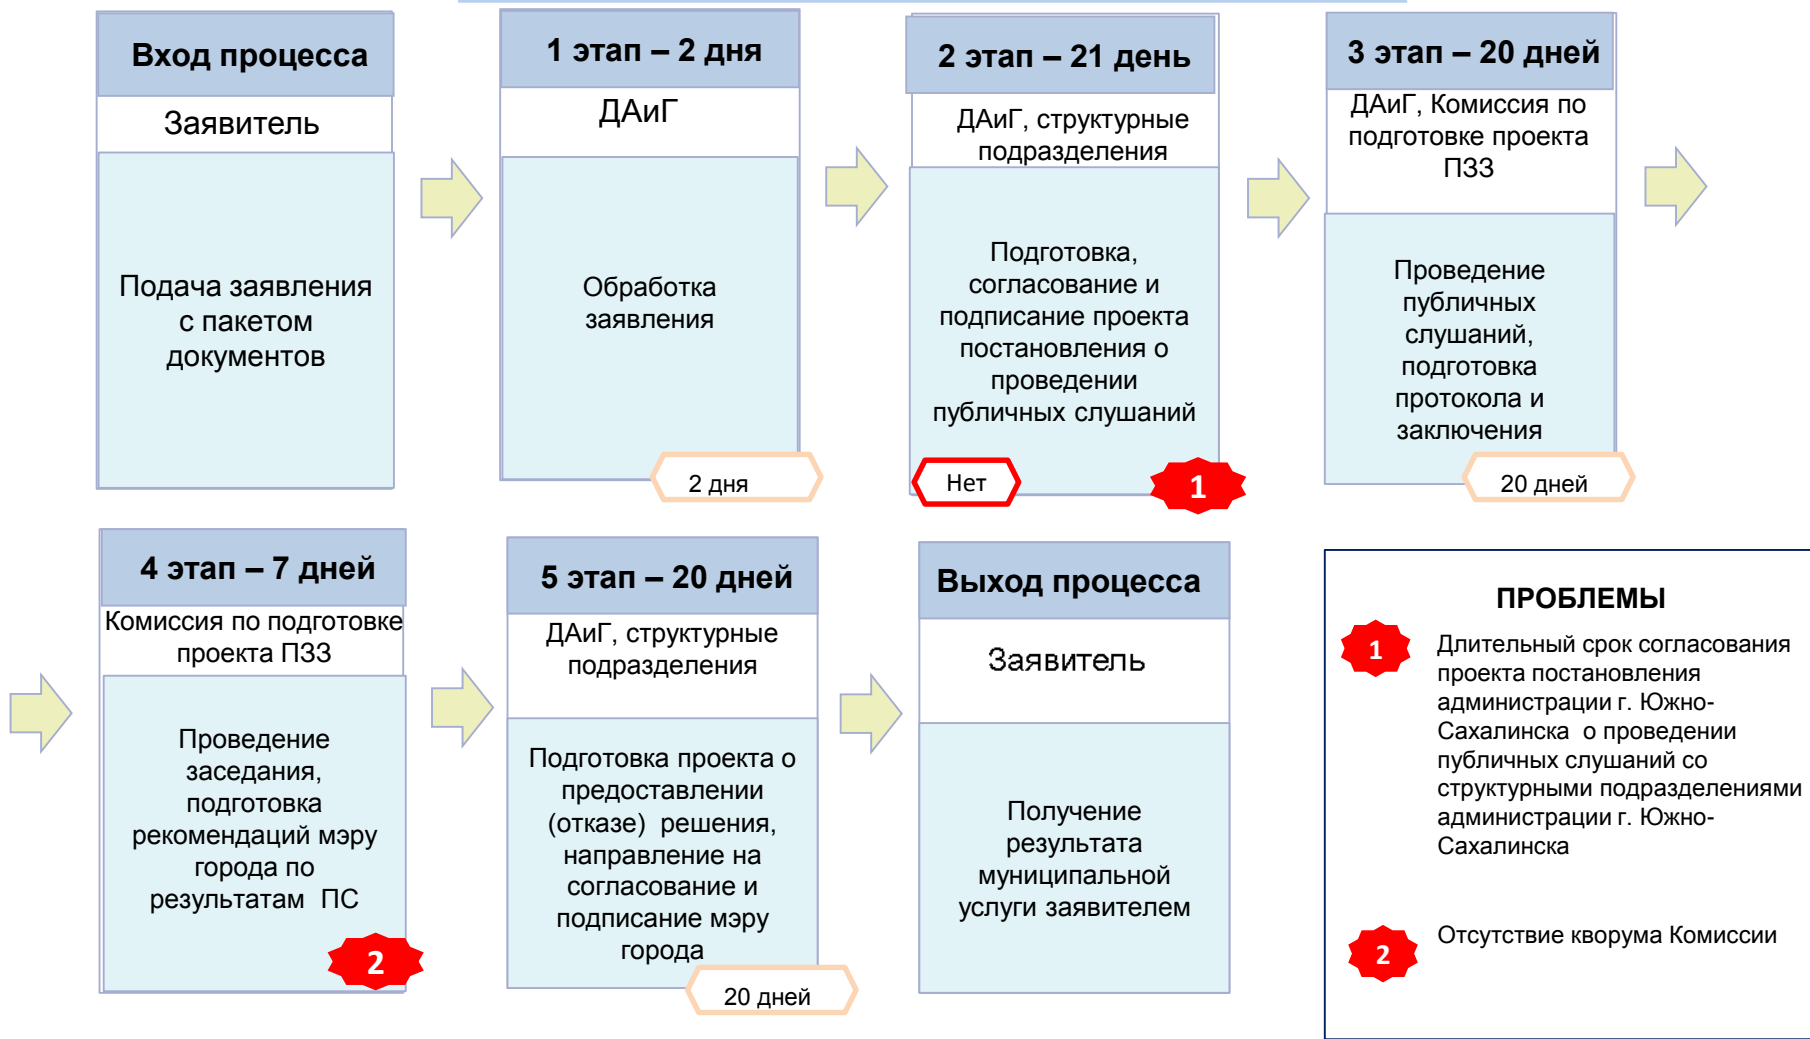 Вход процесса
Заявитель
Подача заявления
с пакетом
документов
1 этап – 2 дня
ДАиГ
Обработка
заявления
2 дня
2 этап – 21 день
ДАиГ, структурные
подразделения
Подготовка,
согласование и
подписание проекта
постановления о
проведении
публичных слушаний
Нет
1
3 этап – 20 дней
ДАиГ, Комиссия по
подготовке проекта
ПЗЗ
Проведение
публичных
слушаний,
подготовка
протокола и
заключения
20 дней
4 этап – 7 дней
Комиссия по подготовке
проекта ПЗЗ
Проведение
заседания,
подготовка
рекомендаций мэру
города по
результатам ПС
2
5 этап – 20 дней
ДАиГ, структурные
подразделения
Подготовка проекта о
предоставлении
(отказе) решения,
направление на
согласование и
подписание мэру
города
20 дней
Выход процесса
Заявитель
Получение
результата
муниципальной
услуги заявителем
ПРОБЛЕМЫ
1
Длительный срок согласования
проекта постановления
администрации г. Южно-
Сахалинска о проведении
публичных слушаний со
структурными подразделениями
администрации г. Южно-
Сахалинска
2
Отсутствие кворума Комиссии